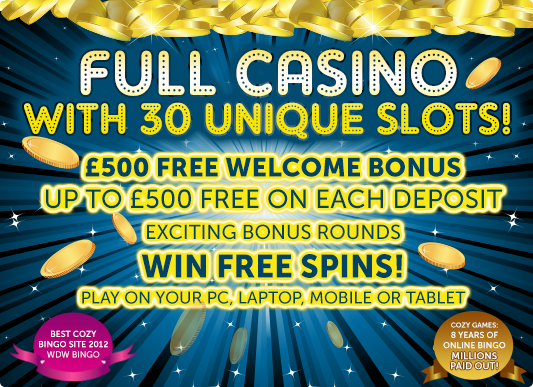 FULL CASINO
WITH 30 UNIQUE SLOTS!
£500 FREE WELCOME BONUS
UP TO £500 FREE ON EACH DEPOSIT
EXCITING BONUS ROUNDS
WIN FREE SPINS!
PLAY ON YOUR PC, LAPTOP, MOBILE OR TABLET
BEST COZY
BINGO SITE 2012
WDW BINGO
COZY GAMES:
8 YEARS OF
ONLINE BINGO
MILLIONS
PAID OUT!